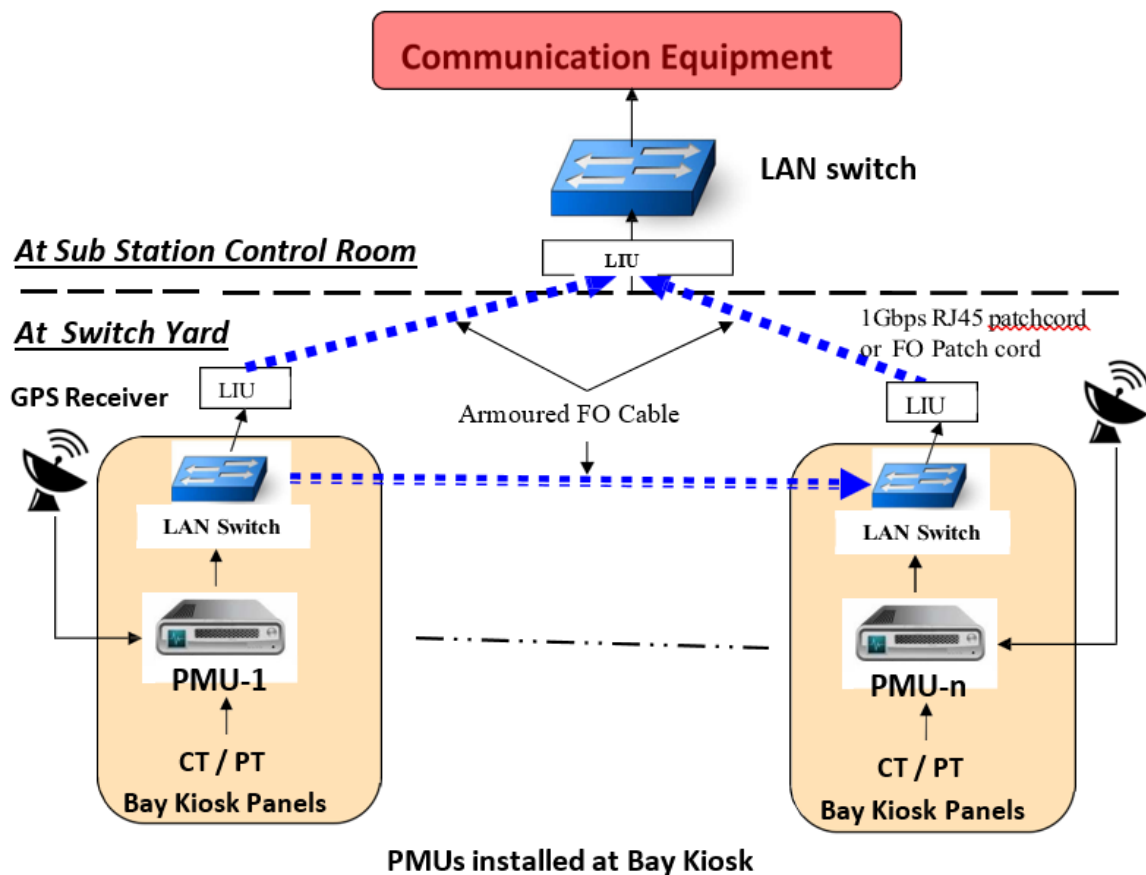 Communication Equipment
LAN switch
At Sub Station Control Room
LIU
At Switch Yard
1Gbps RJ45 patchcord
or FO Patch cord
GPS Receiver
LIU
Armoured FO Cable
LIU
LAN Switch
LAN Switch
PMU-1
PMU-n
CT / PT
CT / PT
Bay Kiosk Panels
Bay Kiosk Panels
PMUs installed at Bay Kiosk